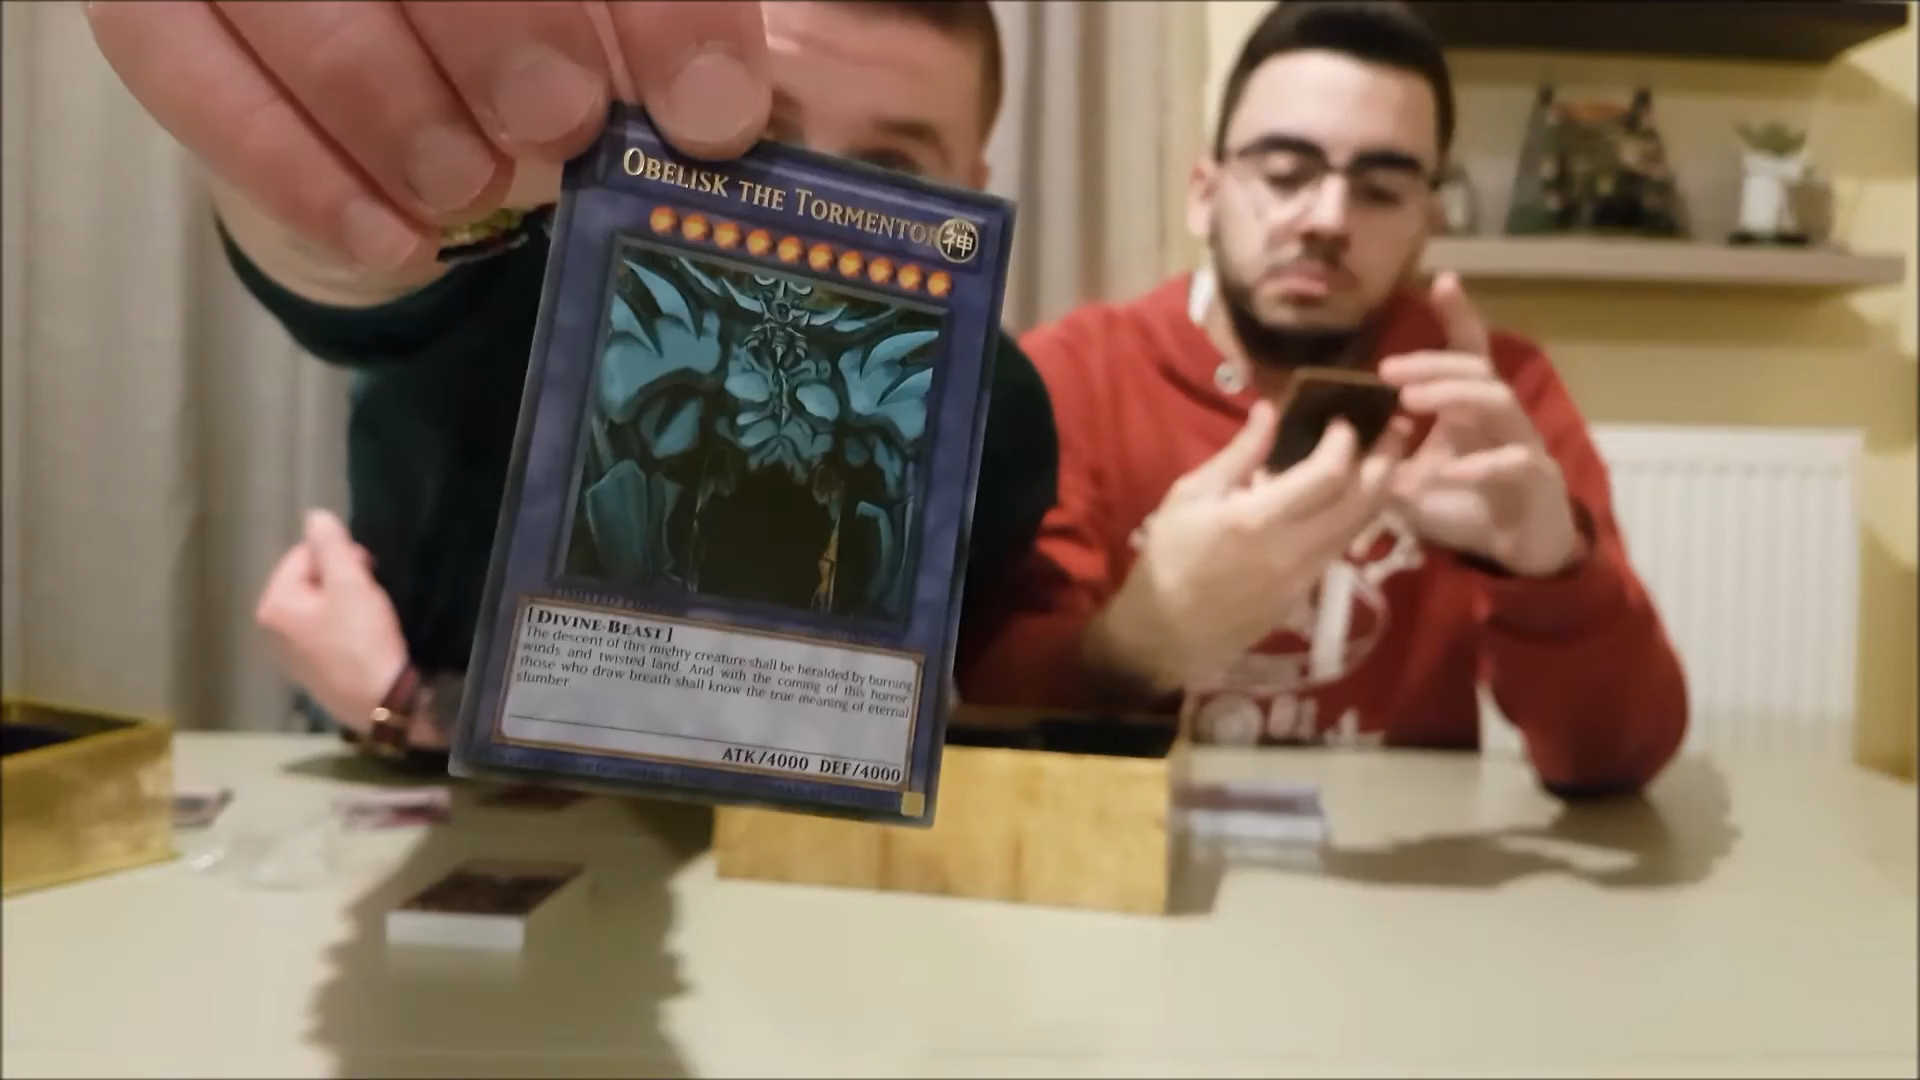 OBELISK THE TORMENTOR
神
[DIVINE-BEAST]
The descent of this mighty creature shall be heralded by burning
winds and twisted land. And with the coming of this horror,
those who draw breath shall know the true meaning of eternal
slumber.
ATK/4000 DEF/4000